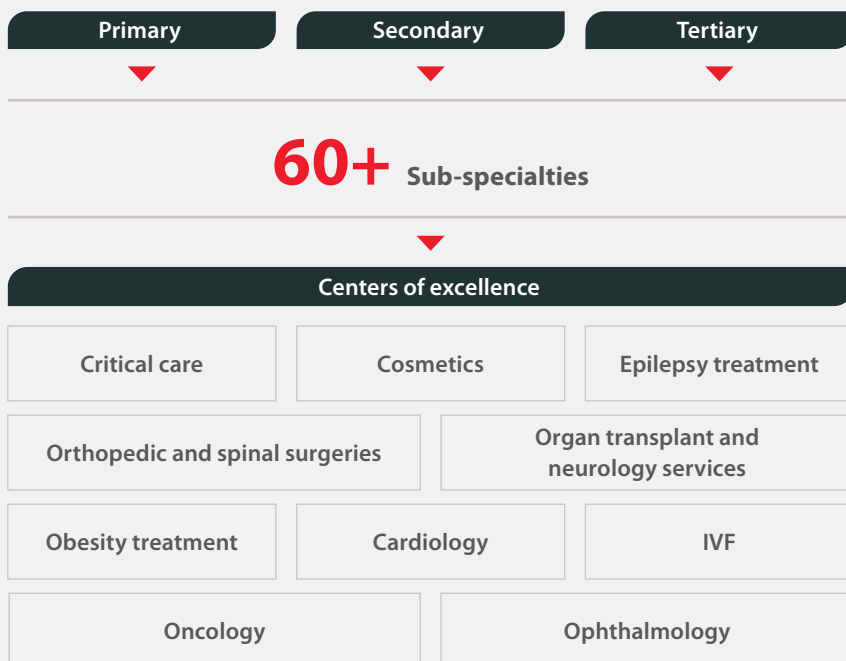 Primary
Secondary
Tertiary
60+ Sub-specialties
Centers of excellence
Critical care
Cosmetics
Epilepsy treatment
Orthopedic and spinal surgeries
Organ transplant and
neurology services
Obesity treatment
Cardiology
IVF
Oncology
Ophthalmology